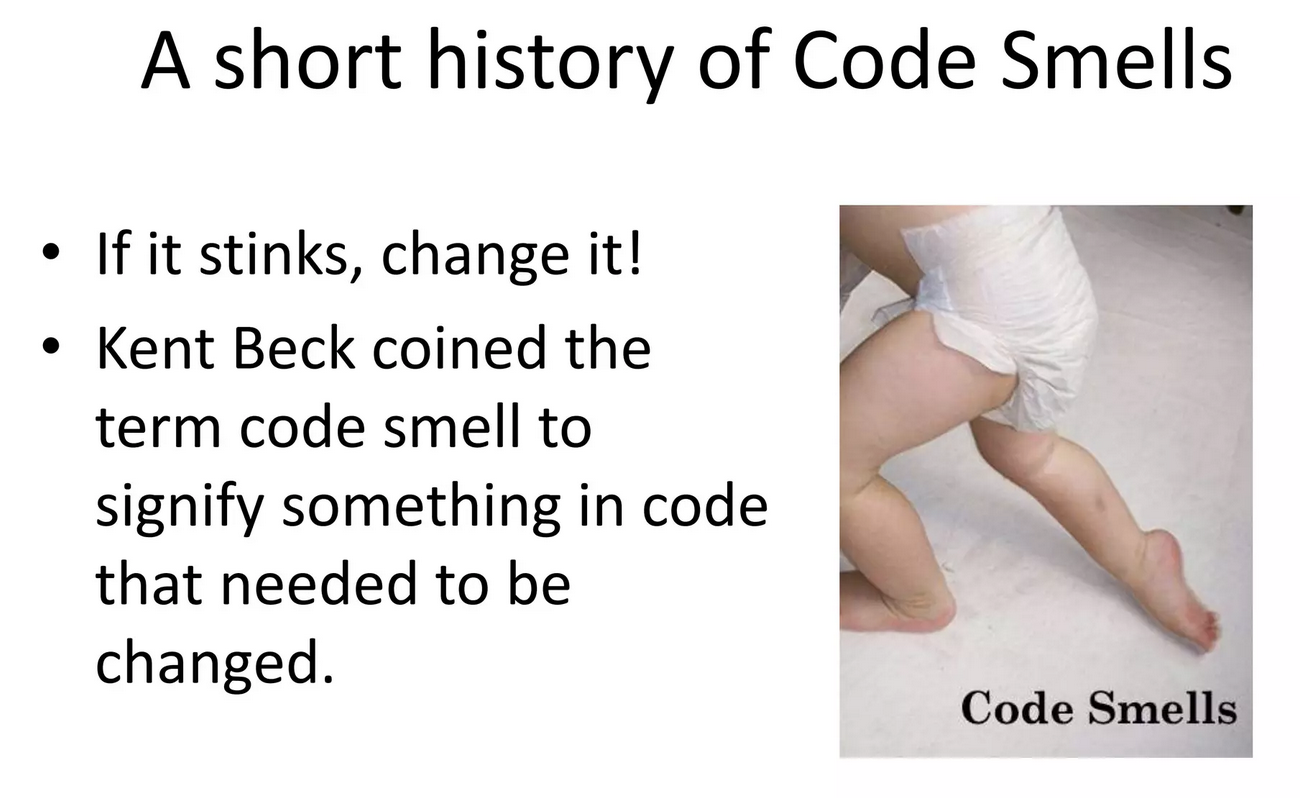 A short history of Code Smells
• If it stinks, change it!
• Kent Beck coined the
term code smell to
signify something in code
that needed to be
changed.
Code Smells